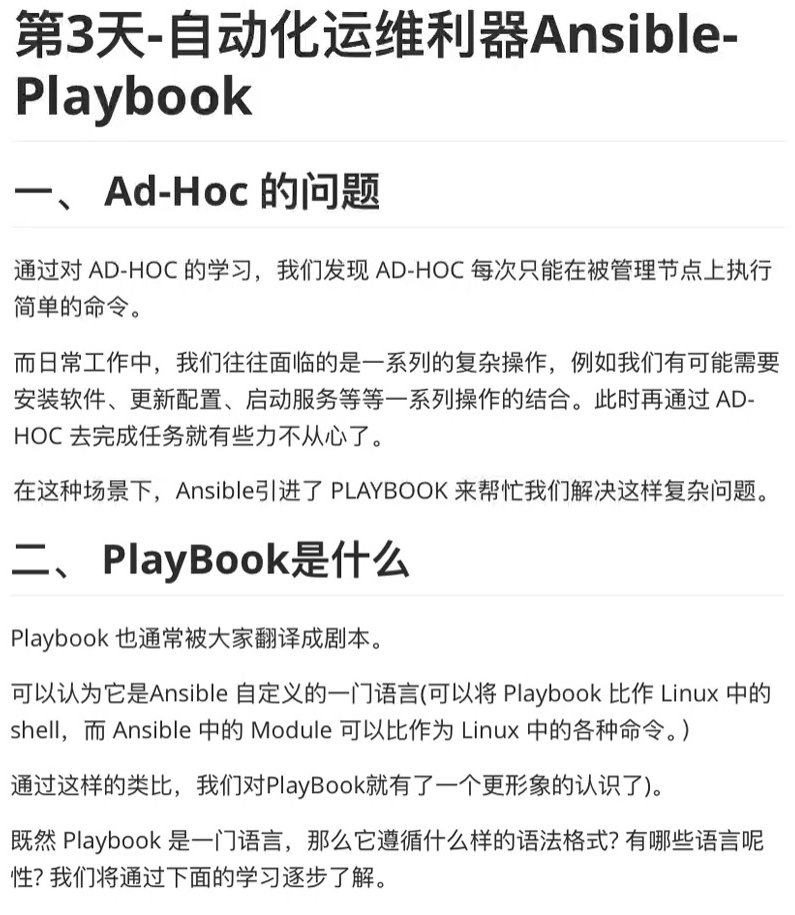 第3天-自动化运维利器Ansible-
Playbook
一、 Ad-Hoc 的问题
通过对 AD-HOC 的学习，我们发现 AD-HOC 每次只能在被管理节点上执行
简单的命令。
而日常工作中，我们往往面临的是一系列的复杂操作，例如我们有可能需要
安装软件、更新配置、启动服务等等一系列操作的结合。此时再通过 AD-
HOC 去完成任务就有些力不从心了。
在这种场景下，Ansible引进了 PLAYBOOK 来帮忙我们解决这样复杂问题。
二、 PlayBook是什么
Playbook 也通常被大家翻译成剧本。
可以认为它是Ansible 自定义的一门语言(可以将 Playbook 比作 Linux 中的
shell，而 Ansible 中的 Module 可以比作为 Linux 中的各种命令。)
通过这样的类比，我们对PlayBook就有了一个更形象的认识了)。
既然 Playbook 是一门语言，那么它遵循什么样的语法格式? 有哪些语言呢
性? 我们将通过下面的学习逐步了解。